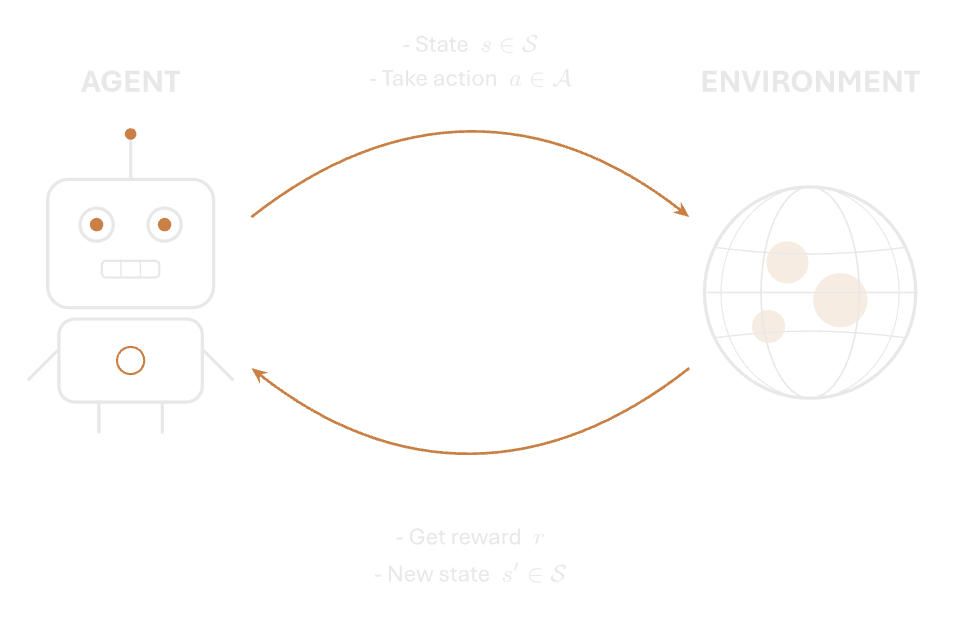 - State s ∈ 𝒮
AGENT
- Take action a ∈ 𝒜
ENVIRONMENT
- Get reward r
- New state s′ ∈ 𝒮